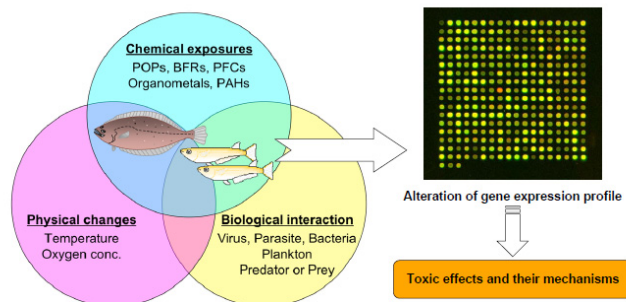 Chemical exposures
POPs, BFRs, PFCs
Organometals, PAHs
Physical changes
Temperature
Oxygen conc.
Biological interaction
Virus, Parasite, Bacteria
Plankton
Predator or Prey
Alteration of gene expression profile
Toxic effects and their mechanisms